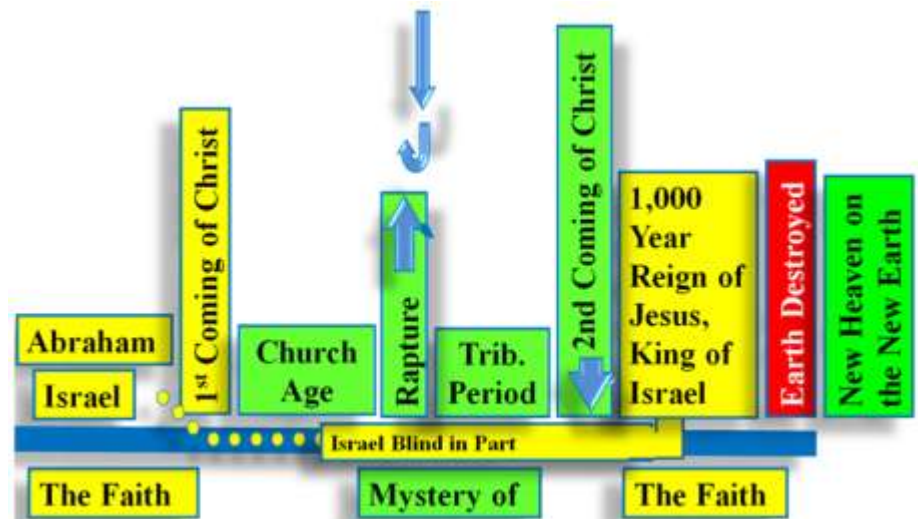 Abraham
Israel
1st Coming of Christ
Church
Age
Rapture
Trib.
Period
2nd Coming of Christ
1,000
Year
Reign of
Jesus,
King of
Israel
Earth Destroyed
New Heaven on
the New Earth
Israel Blind in Part
The Faith
Mystery of
The Faith